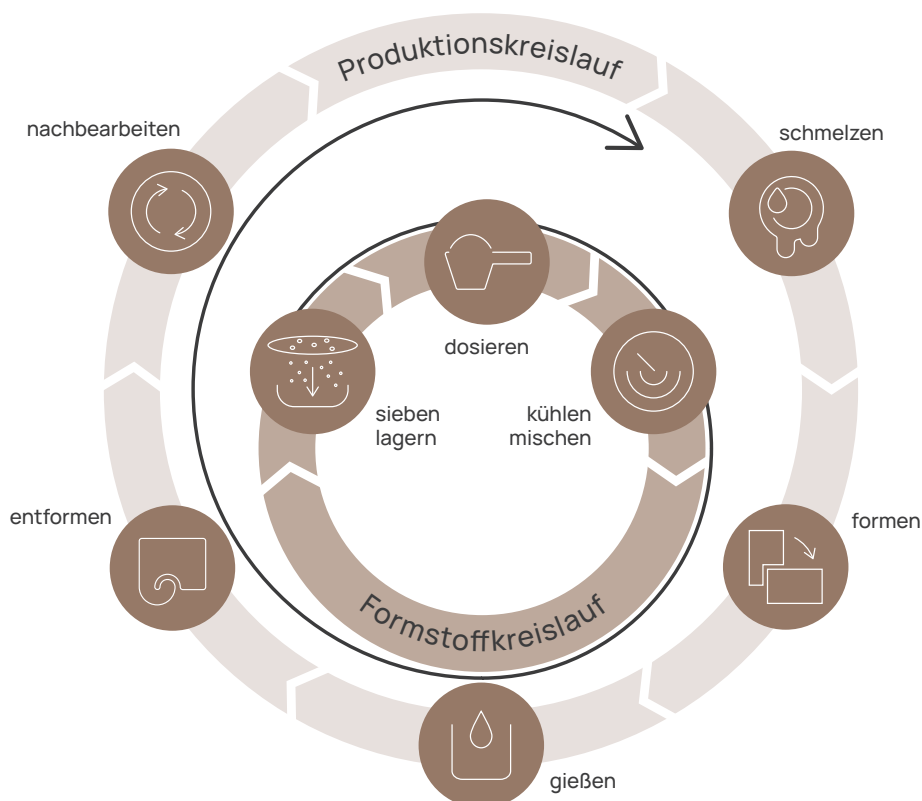 Produktionskreislauf
nachbearbeiten
schmelzen
dosieren
sieben
lagern
kühlen
mischen
entformen
formen
Formstoffkreislauf
gießen